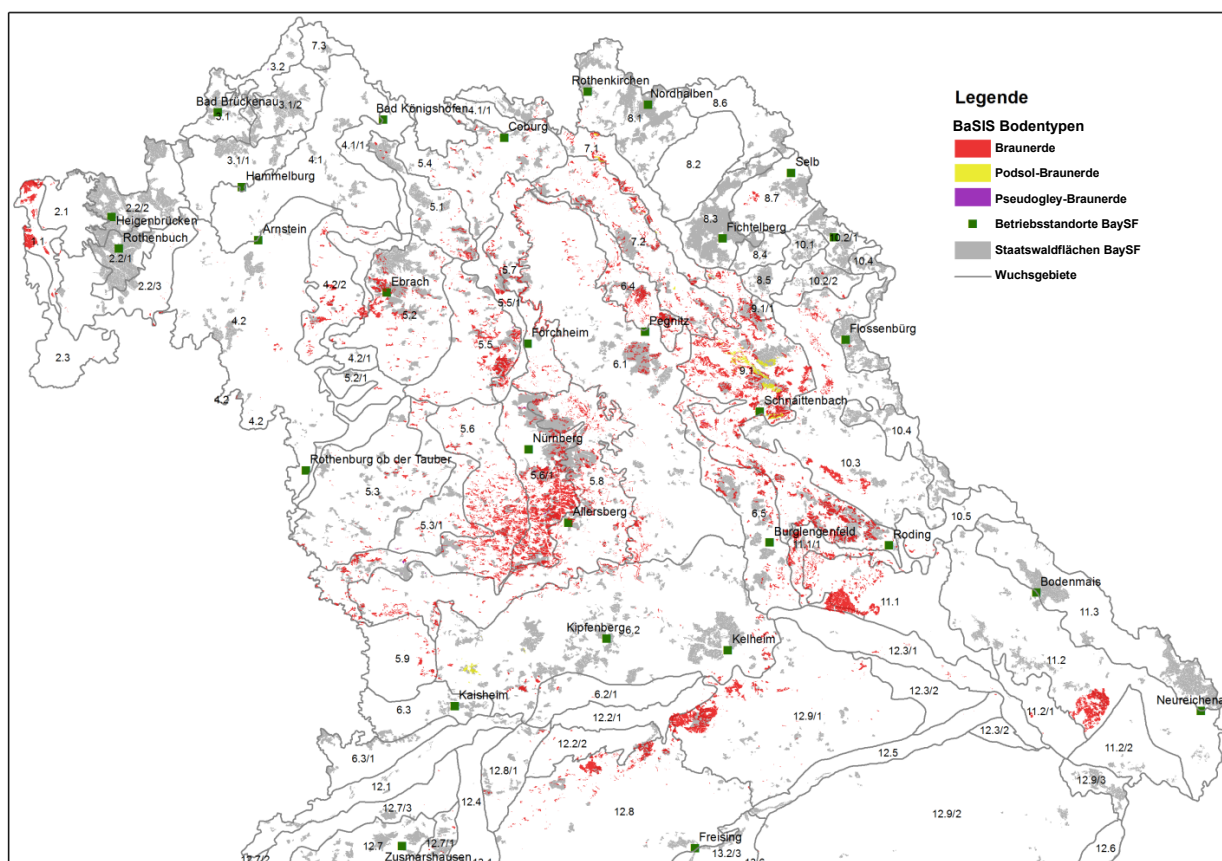 7.3
3.2
Rothenkirchen
Bad Brückenau
3.1/2
Nordhalben
8.6
3.1
Bad Königshofen
4.1/1
8.1
Coburg
4.1/1
7.1
3.1/1
4.1
5.4
8.2
Selb
Hammelburg
2.1
2.2/2
5.1
8.7
Heigenbrücken
8.3
Arnstein
Fichtelberg
10.1
10.2/1
1.1
Rothenbuch
7.2
8.4
2.2/1
5.7
10.4
2.2/3
4.2/2
Ebrach
6.4
8.5
10.2/2
5.5/1
9.1/1
5.2
4.2
Pegnitz
Flossenbürg
Forchheim
5.5
2.3
4.2/1
6.1
9.1
5.2/1
4.2
Schnaittenbach
4.2
5.6
10.4
Nürnberg
Rothenburg ob der Tauber
10.3
5.6/1
5.8
5.3
Allersberg
6.5
5.3/1
10.5
Burglengenfeld
11.1/1
Roding
Bodenmais
11.1
11.3
Kipfenberg
6.2
Kelheim
12.3/1
5.9
11.2
12.3/2
6.2/1
Kaisheim
Neureichena
6.3
11.2/1
12.2/1
12.9/1
12.3/2
12.2/2
11.2/2
6.3/1
12.5
12.8/1
12.1
12.9/3
12.4
12.7/3
12.8
12.9/2
Freising
12.7
12.7/1
12.6
Zusmarshausen
13.2/3
12.7/2
Legende
BaSIS Bodentypen
Braunerde
Podsol-Braunerde
Pseudogley-Braunerde
Betriebsstandorte BaySF
Staatswaldflächen BaySF
Wuchsgebiete